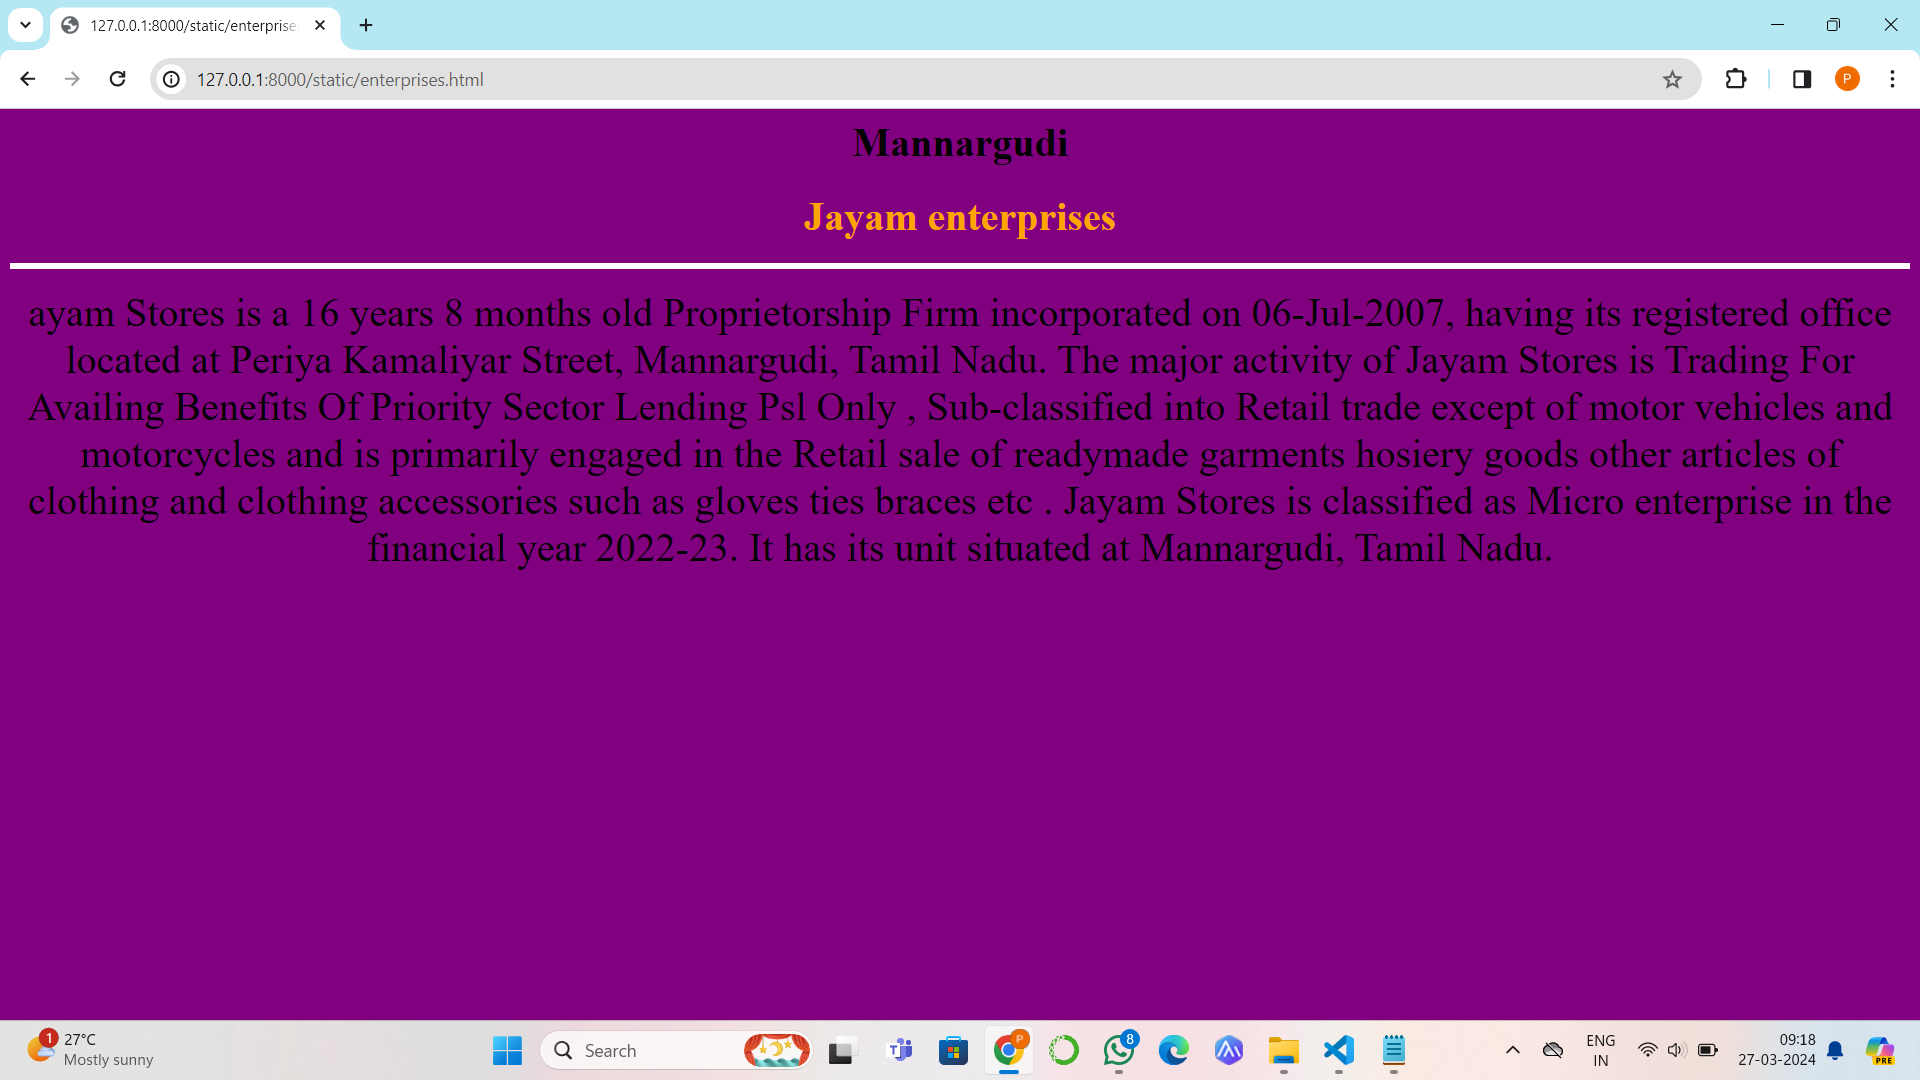 127.0.0.1:8000/static/enterprise
127.0.0.1:8000/static/enterprises.html
P
Mannargudi
Jayam enterprises
ayam Stores is a 16 years 8 months old Proprietorship Firm incorporated on 06-Jul-2007, having its registered office
located at Periya Kamaliyar Street, Mannargudi, Tamil Nadu. The major activity of Jayam Stores is Trading For
Availing Benefits Of Priority Sector Lending Psl Only , Sub-classified into Retail trade except of motor vehicles and
motorcycles and is primarily engaged in the Retail sale of readymade garments hosiery goods other articles of
clothing and clothing accessories such as gloves ties braces etc . Jayam Stores is classified as Micro enterprise in the
financial year 2022-23. It has its unit situated at Mannargudi, Tamil Nadu.
1
27°C
Mostly sunny
Search
P
8
ENG
IN
09:18
27-03-2024
PRE